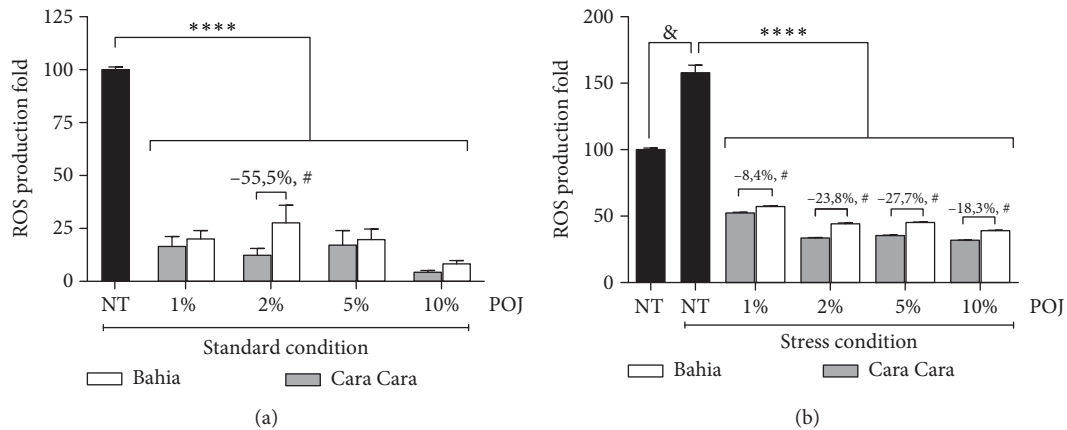 ROS production fold
125
100
75
50
25
0
****
–55,5%, #
NT 1% 2% 5% 10% POJ
Standard condition
Bahia Cara Cara
(a)
ROS production fold
200
150
100
50
0
& ****
–8,4%, #
–23,8%, #
–27,7%, #
–18,3%, #
NT NT 1% 2% 5% 10% POJ
Stress condition
Bahia Cara Cara
(b)